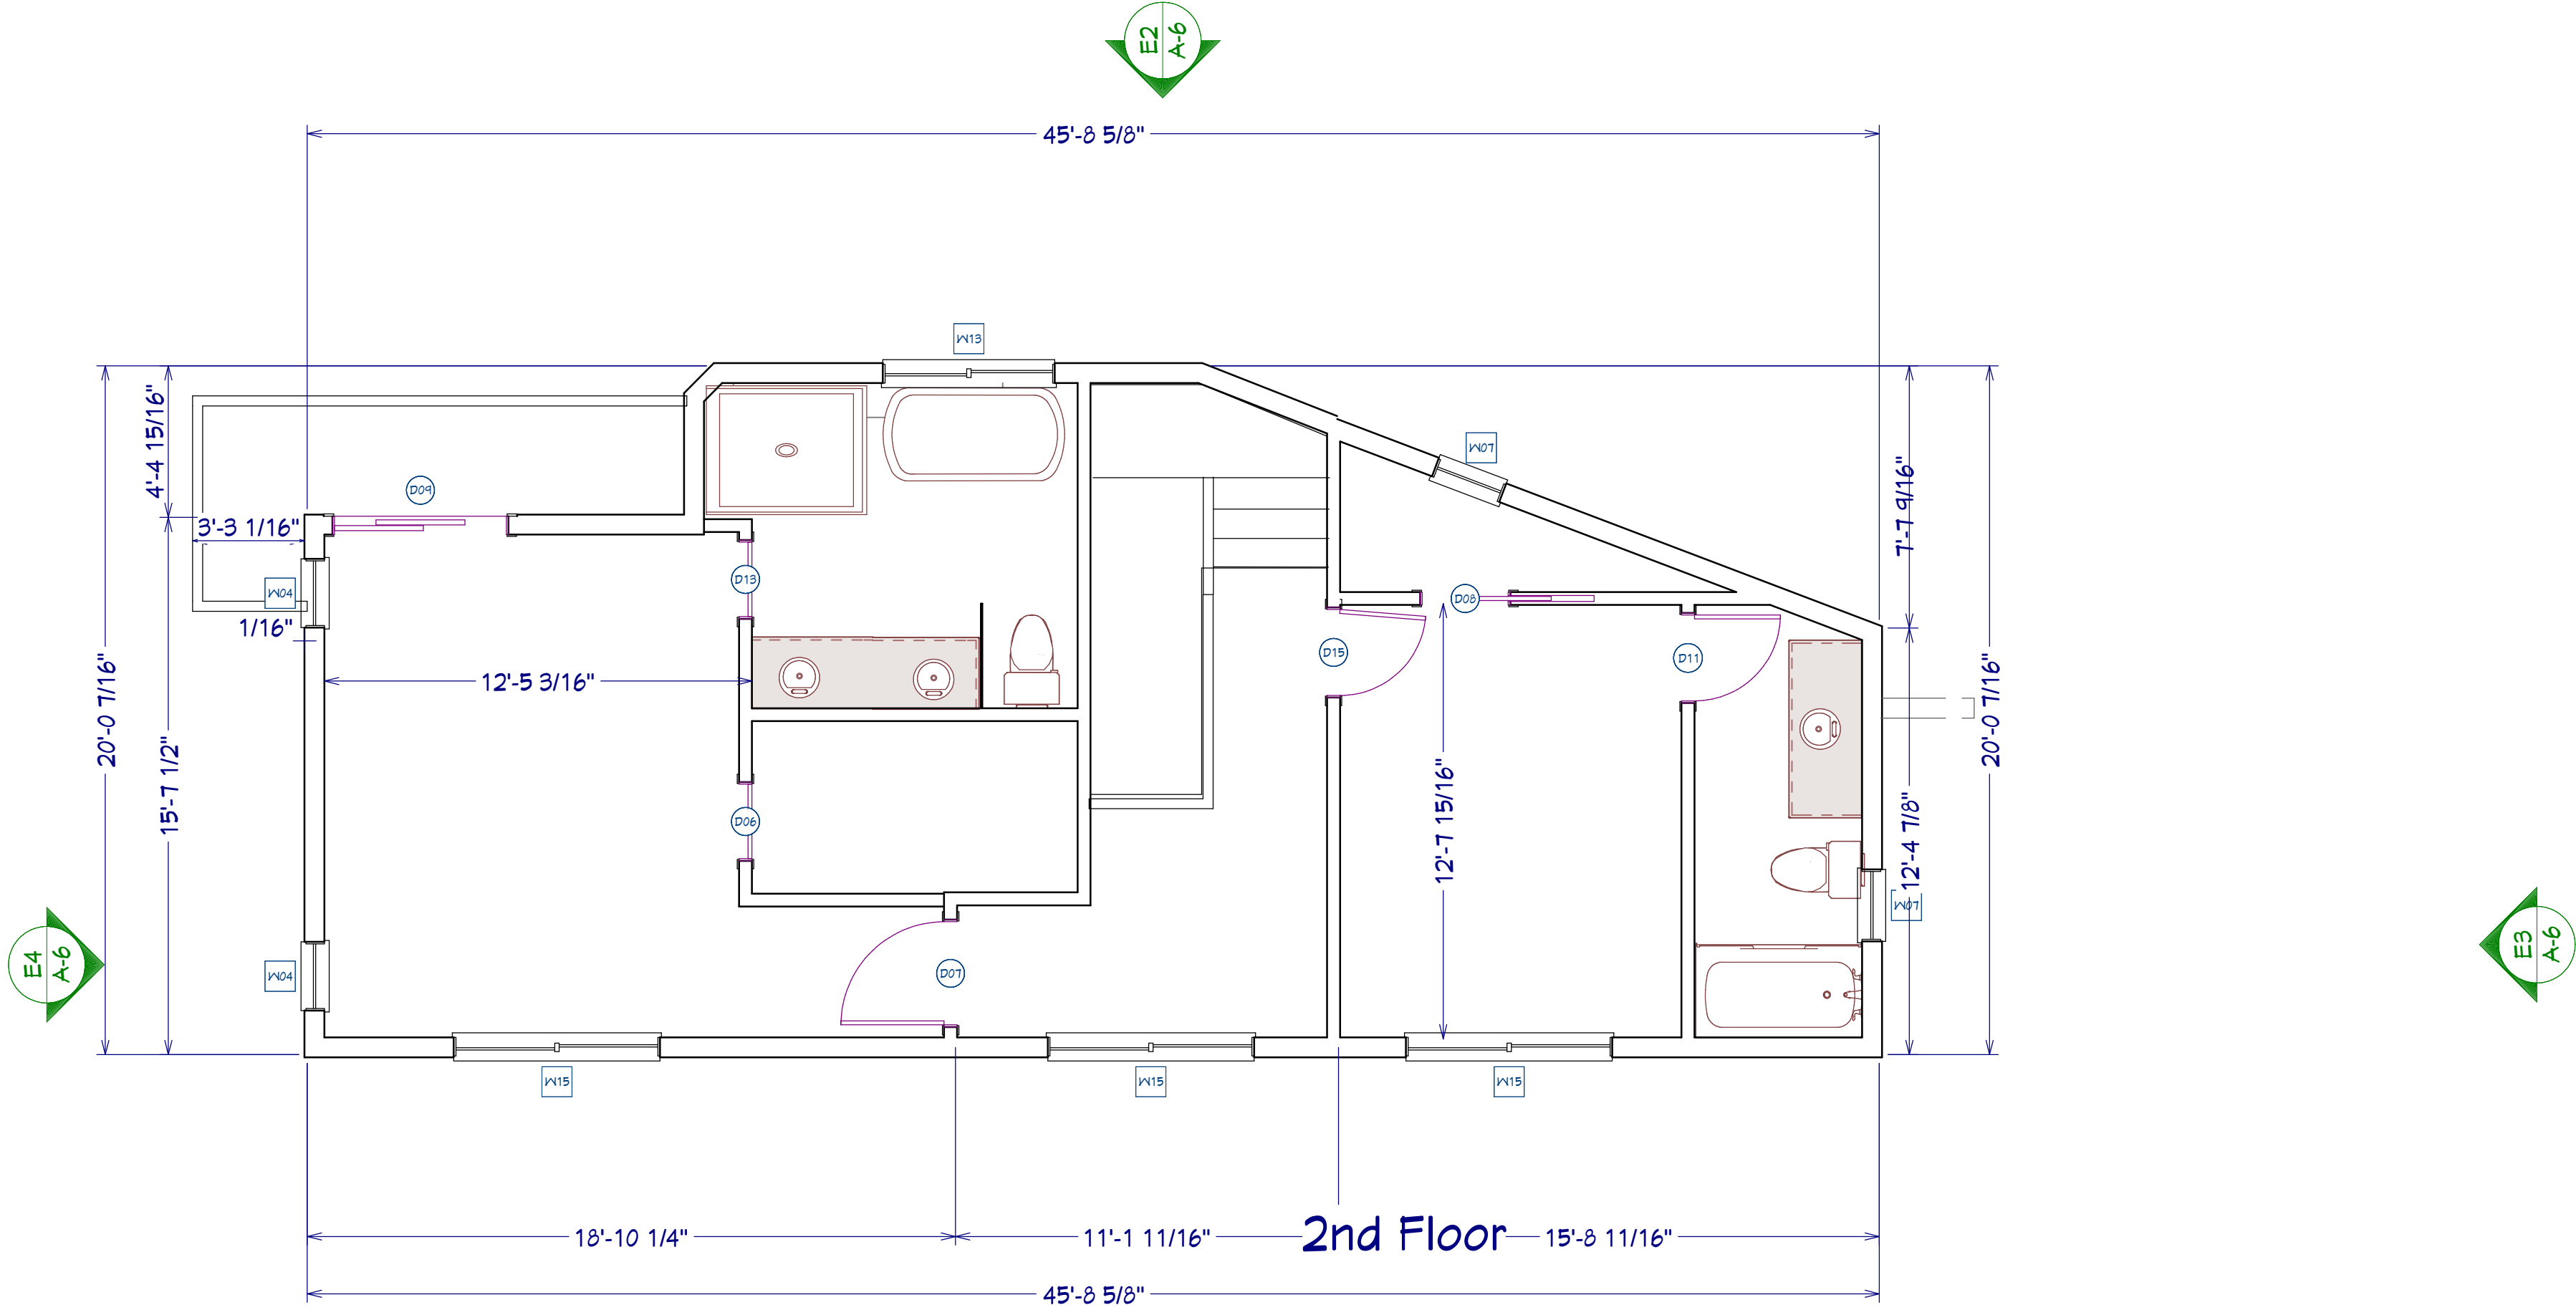 E2
A-6
45'-8 5/8"
W13
4'-4 15/16"
W07
7'-7 9/16"
D09
3'-3 1/16"
W04
D13
D08
1/16"
D15
D11
20'-0 7/16"
12'-5 3/16"
20'-0 7/16"
15'-7 1/2"
D06
12'-7 15/16"
12'-4 7/8"
W07
E4
A-6
W04
D07
E3
A-6
W15
W15
W15
18'-10 1/4"
11'-1 11/16"
2nd Floor
15'-8 11/16"
45'-8 5/8"